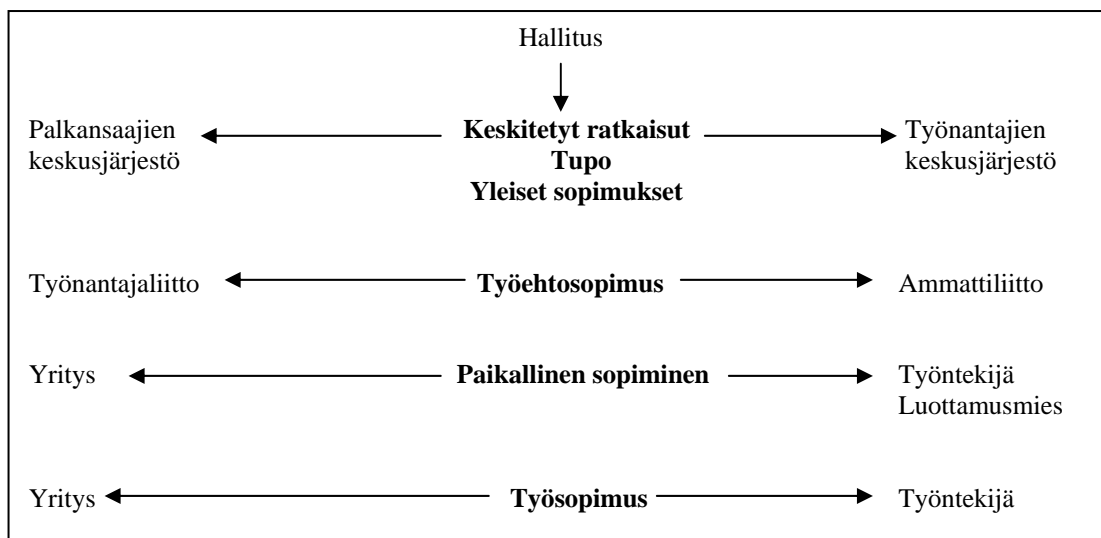 Hallitus
Palkansaajien
keskusjärjestö
Keskitetyt ratkaisut
Tupo
Yleiset sopimukset
Työnantajien
keskusjärjestö
Työnantajaliitto
Työehtosopimus
Ammattiliitto
Yritys
Paikallinen sopiminen
Työntekijä
Luottamusmies
Yritys
Työsopimus
Työntekijä